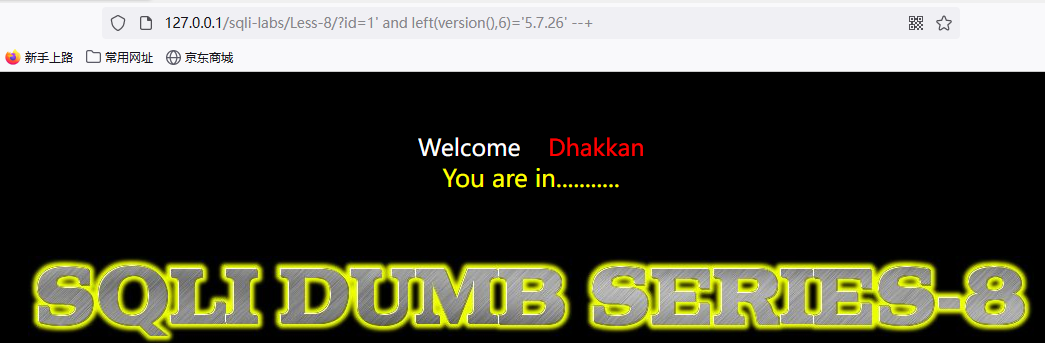 127.0.0.1/sqli-labs/Less-8/?id=1' and left(version(),6)='5.7.26' --+
新手上路 常用网址 京东商城
Welcome Dhakkan
You are in...........
SQLI DUMB SERIES-8